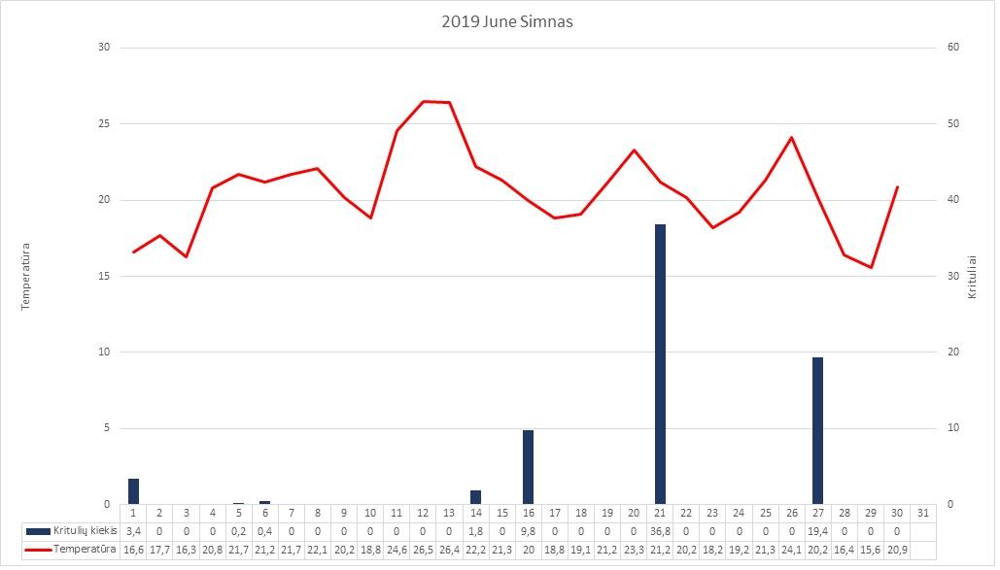 2019 June Simnas
30 60
25 50
20 40
15 30
10 20
5 10
0 0
Temperatūra
Krituliai
1 2 3 4 5 6 7 8 9 10 11 12 13 14 15 16 17 18 19 20 21 22 23 24 25 26 27 28 29 30 31
Kritulių kiekis 3,4 0 0 0 0,2 0,4 0 0 0 0 0 0 0 1,8 0 9,8 0 0 0 0 36,8 0 0 0 0 0 19,4 0 0 0
Temperatūra 16,6 17,7 16,3 20,8 21,7 21,2 21,7 22,1 20,2 18,8 24,6 26,5 26,4 22,2 21,3 20 18,8 19,1 21,2 23,3 21,2 20,2 18,2 19,2 21,3 24,1 20,2 16,4 15,6 20,9